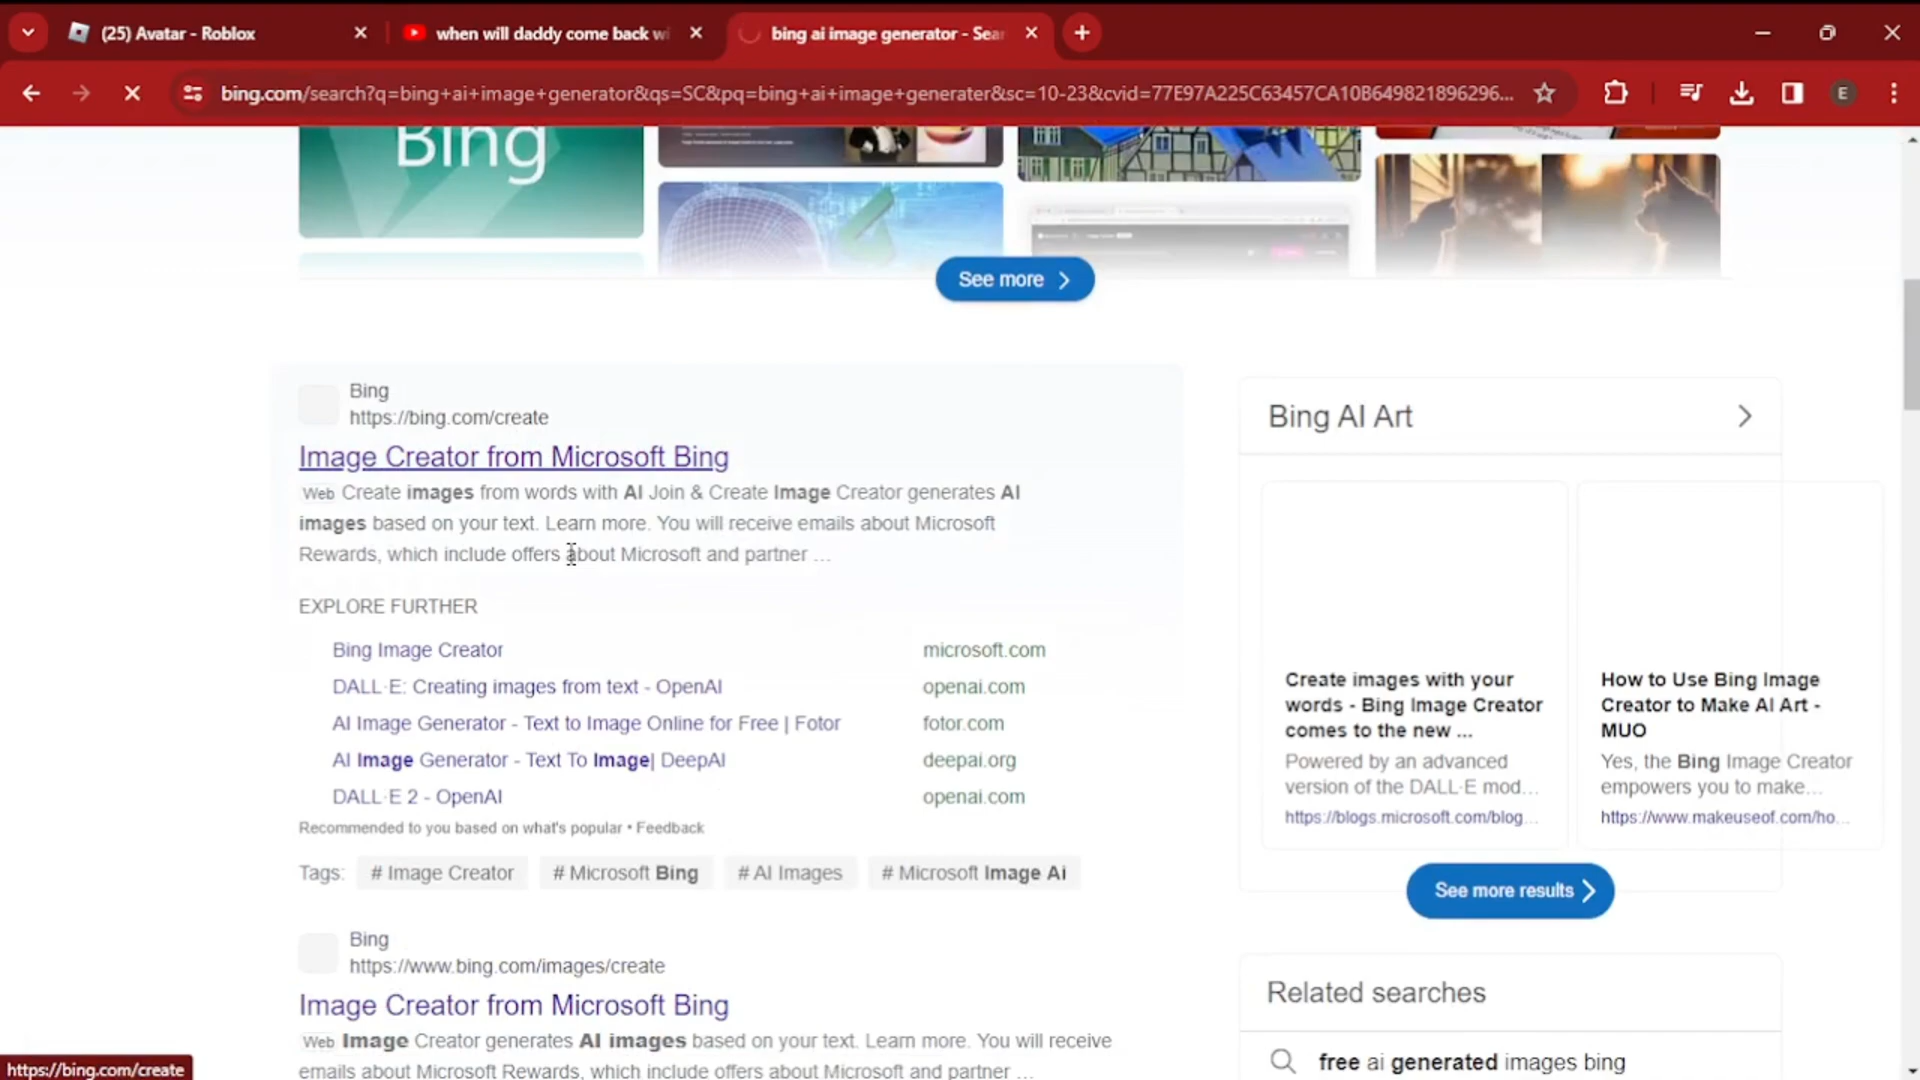 (25) Avatar - Roblox
when will daddy come back wi
bing ai image generator - Sear
bing.com/search?q=bing+ai+image+generator&qs=SC&pq=bing+ai+image+generater&sc=10-23&cvid=77E97A225C63457CA10B649821896296...
E
Bing
See more
Bing
https://bing.com/create
Image Creator from Microsoft Bing
Web Create images from words with AI Join & Create Image Creator generates AI
images based on your text. Learn more. You will receive emails about Microsoft
Rewards, which include offers about Microsoft and partner ...
EXPLORE FURTHER
Bing Image Creator microsoft.com
DALL·E: Creating images from text - OpenAI openai.com
AI Image Generator - Text to Image Online for Free | Fotor fotor.com
AI Image Generator - Text To Image| DeepAI deepai.org
DALL·E 2 - OpenAI openai.com
Recommended to you based on what's popular • Feedback
Tags: # Image Creator # Microsoft Bing # AI Images # Microsoft Image Ai
Bing
https://www.bing.com/images/create
Image Creator from Microsoft Bing
Web Image Creator generates AI images based on your text. Learn more. You will receive
emails about Microsoft Rewards, which include offers about Microsoft and partner ...
Bing AI Art
Create images with your
words - Bing Image Creator
comes to the new ...
Powered by an advanced
version of the DALL·E mod...
https://blogs.microsoft.com/blog...
How to Use Bing Image
Creator to Make AI Art -
MUO
Yes, the Bing Image Creator
empowers you to make...
https://www.makeuseof.com/ho...
See more results
Related searches
free ai generated images bing
https://bing.com/create